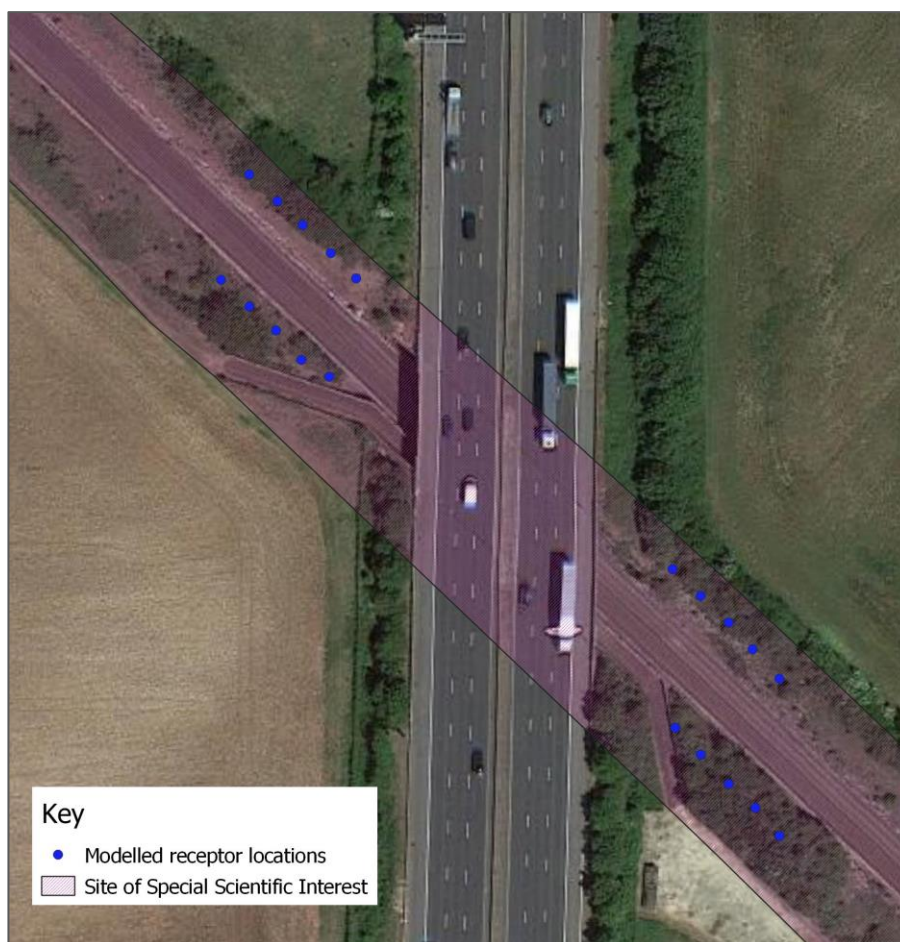 Key
Modelled receptor locations
Site of Special Scientific Interest